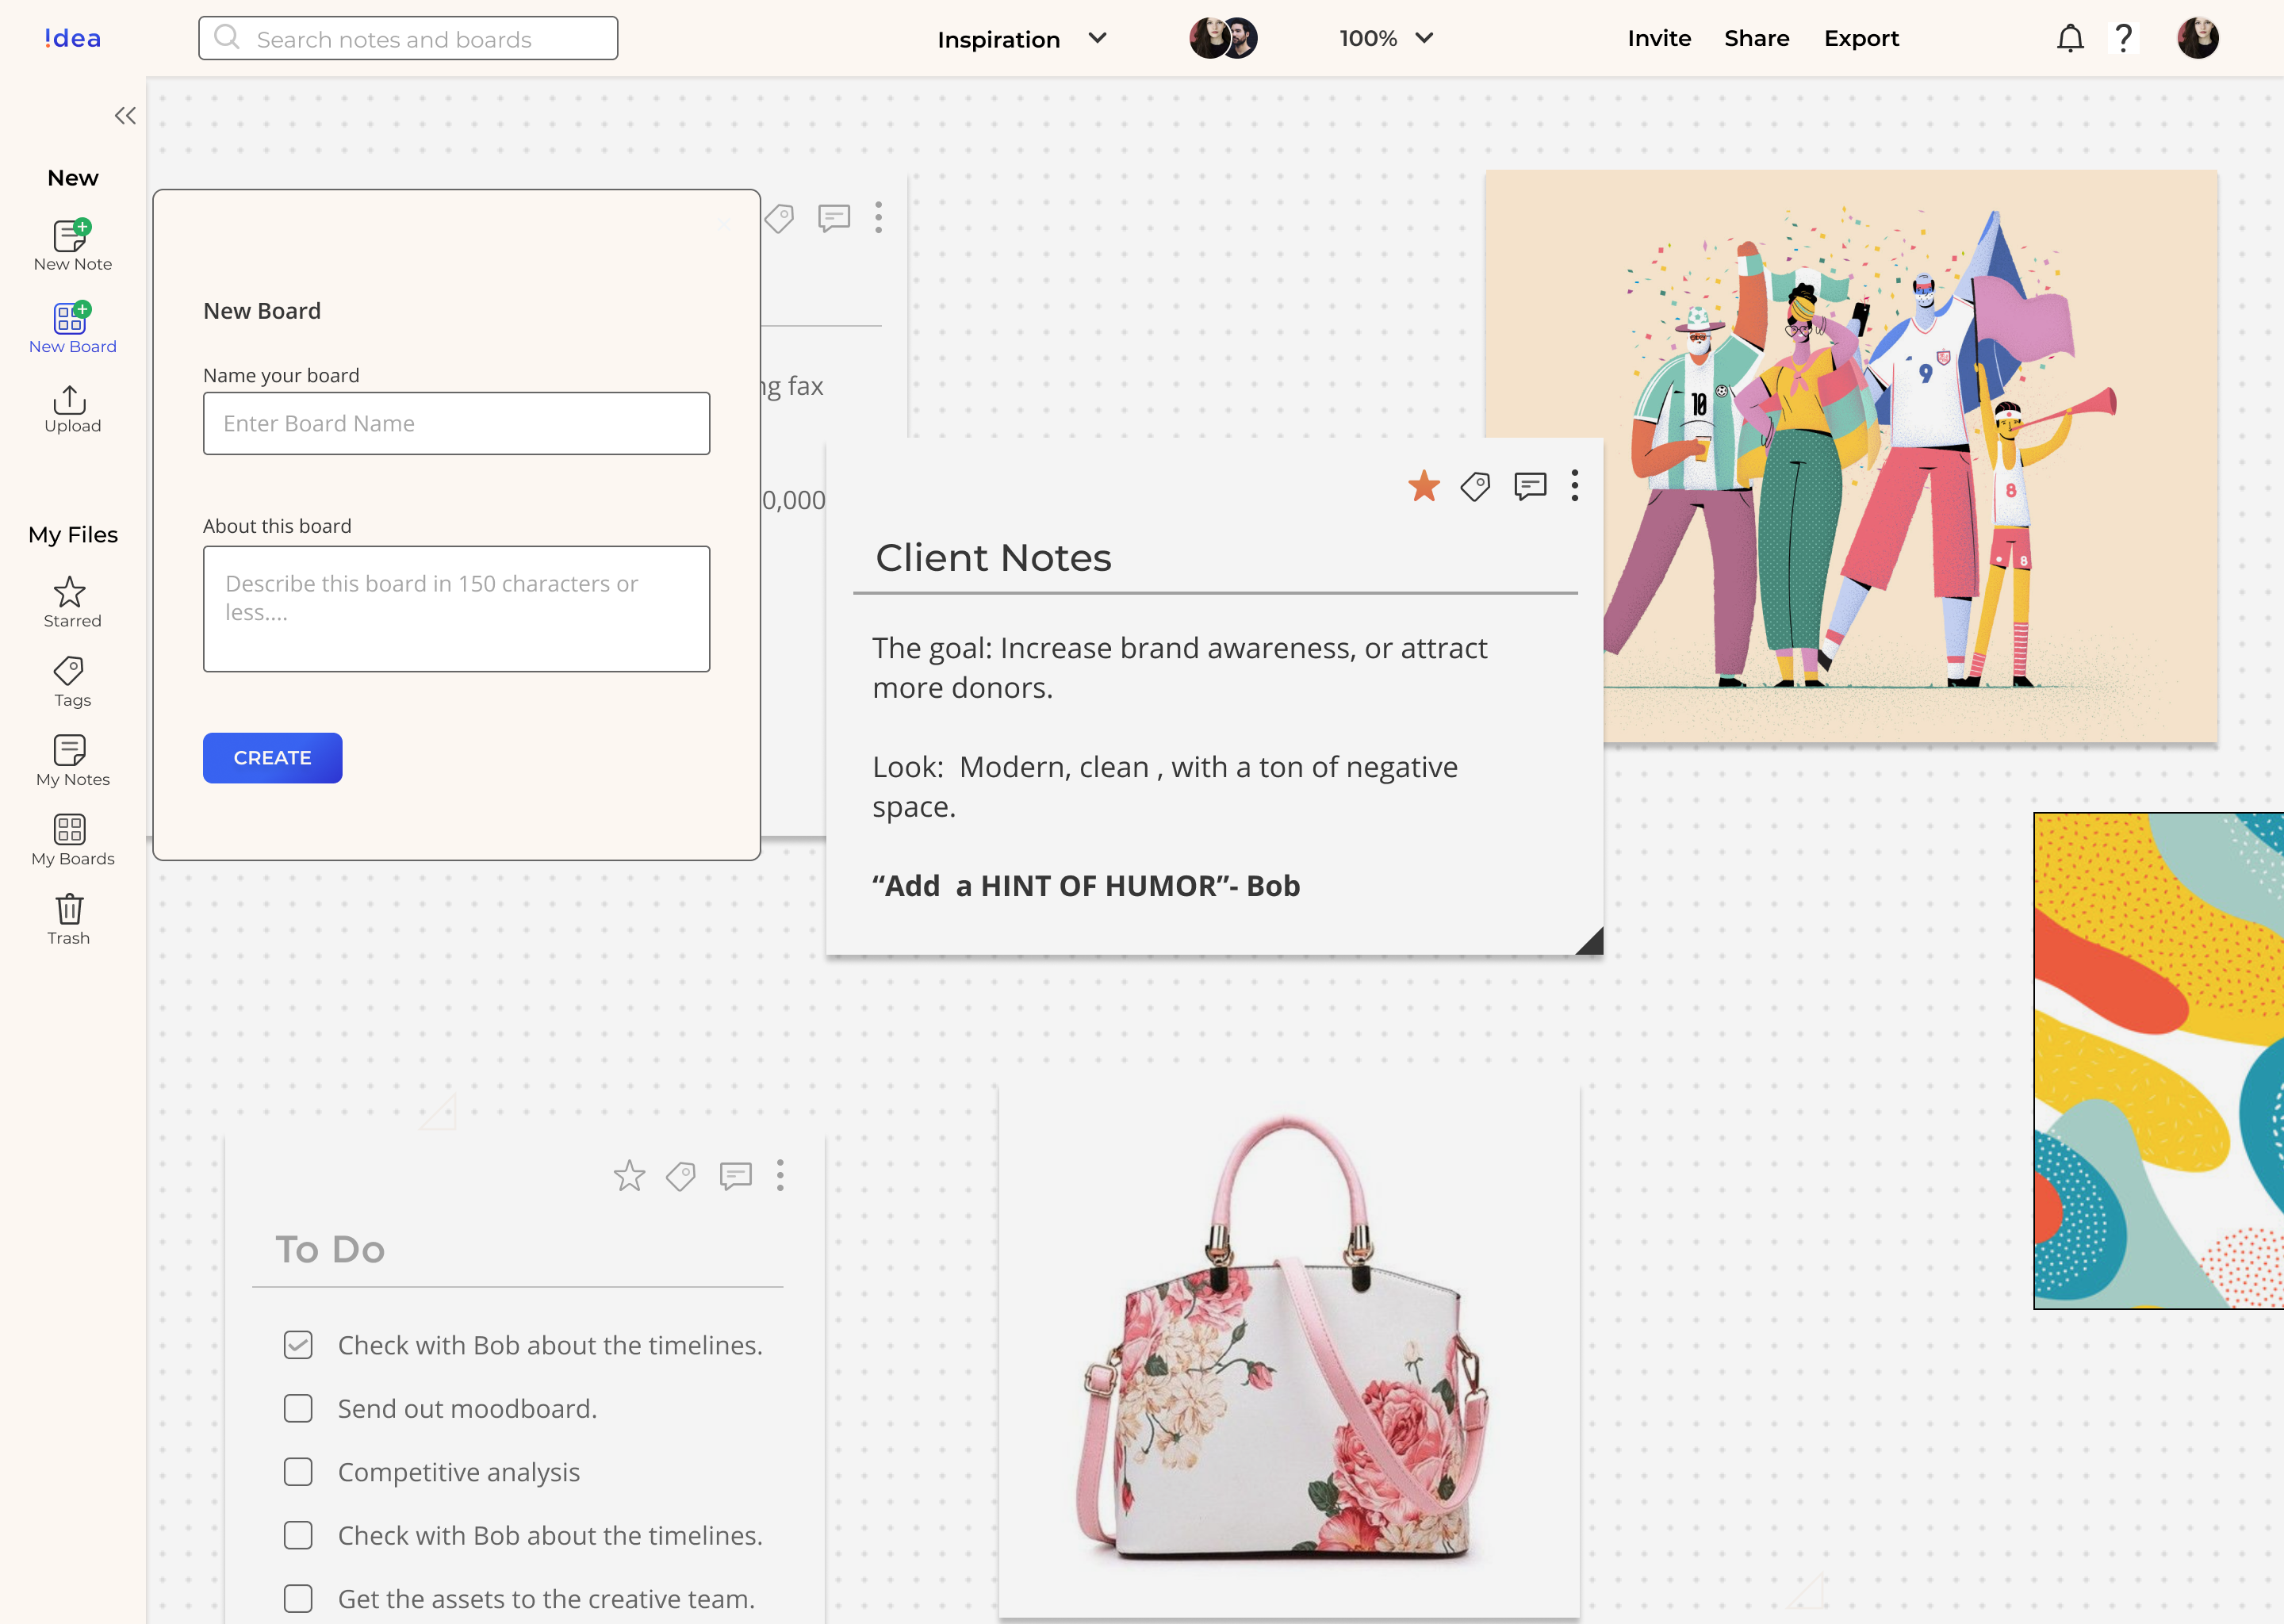 !dea
Search notes and boards
Inspiration
100%
Invite Share Export
?
New
New Note
New Board
Upload
My Files
Starred
Tags
My Notes
My Boards
Trash
New Board
Name your board
Enter Board Name
About this board
Describe this board in 150 characters or
less....
CREATE
ng fax
0,000
Client Notes
The goal: Increase brand awareness, or attract
more donors.
Look:  Modern, clean , with a ton of negative
space.
“Add  a HINT OF HUMOR”- Bob
10
9
8
8
To Do
Check with Bob about the timelines.
Send out moodboard.
Competitive analysis
Check with Bob about the timelines.
Get the assets to the creative team.